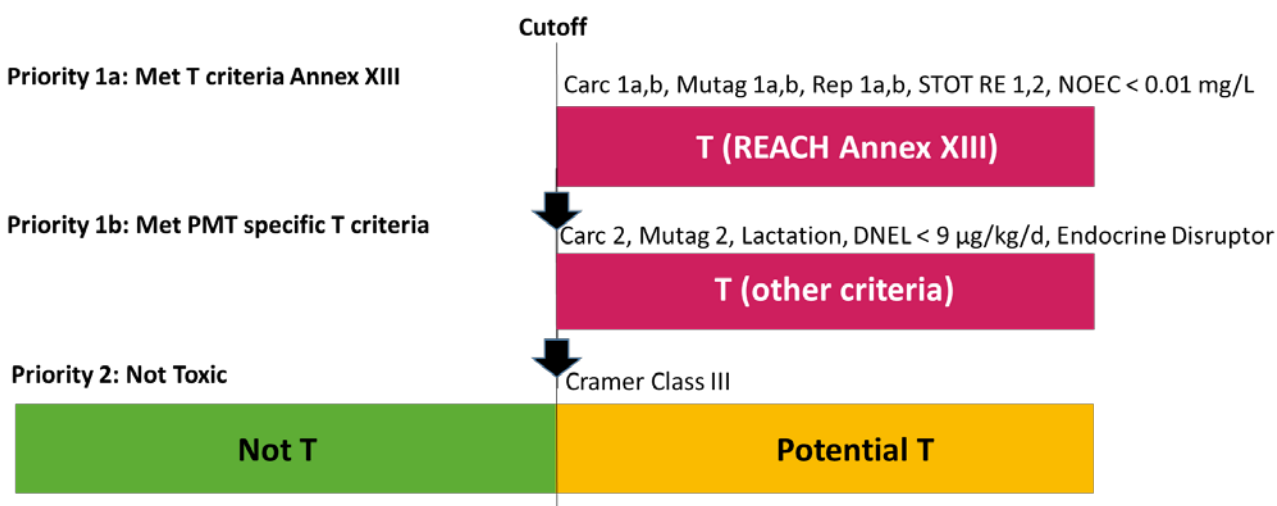 Cutoff
Priority 1a: Met T criteria Annex XIII
Carc 1a,b, Mutag 1a,b, Rep 1a,b, STOT RE 1,2, NOEC < 0.01 mg/L
T (REACH Annex XIII)
Priority 1b: Met PMT specific T criteria
Carc 2, Mutag 2, Lactation, DNEL < 9 µg/kg/d, Endocrine Disruptor
T (other criteria)
Priority 2: Not Toxic
Cramer Class III
Not T
Potential T